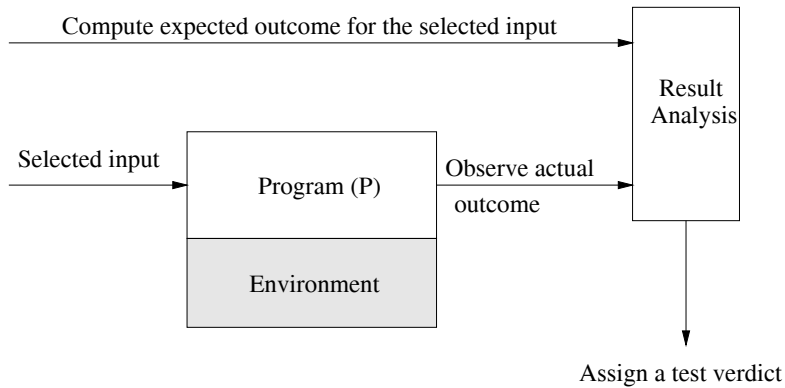 Compute expected outcome for the selected input
Result
Analysis
Selected input
Program (P)
Observe actual
outcome
Environment
Assign a test verdict